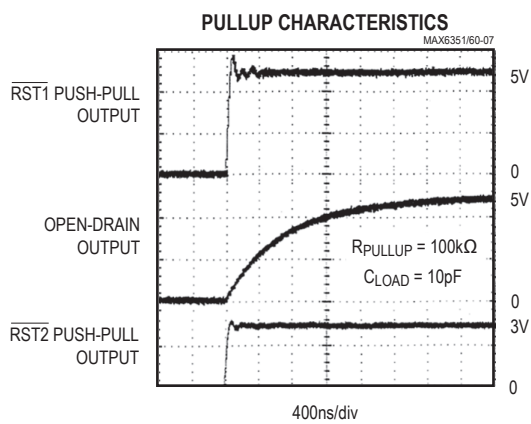 PULLUP CHARACTERISTICS
MAX6351/60-07
RST1 PUSH-PULL
OUTPUT
5V
0
OPEN-DRAIN
OUTPUT
5V
RPULLUP = 100kΩ
CLOAD = 10pF
0
RST2 PUSH-PULL
OUTPUT
3V
0
400ns/div